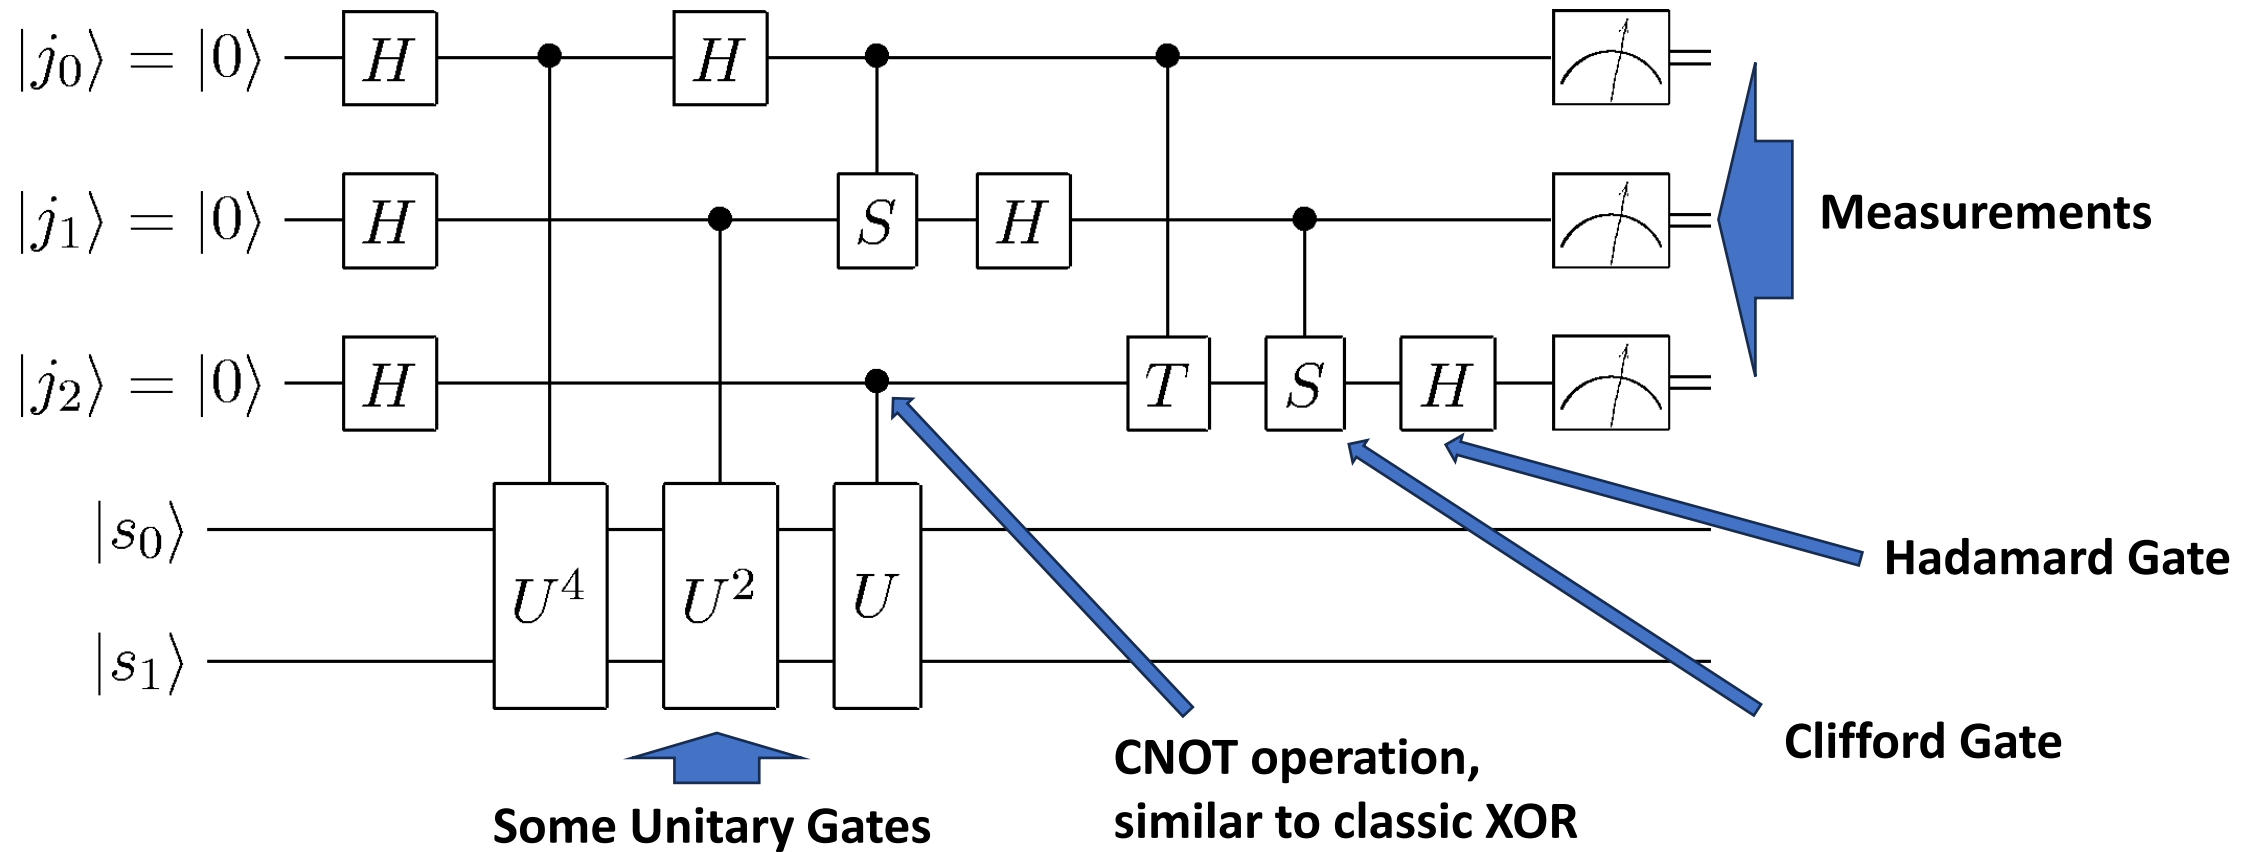 |j₀⟩ = |0⟩ H H
|j₁⟩ = |0⟩ H S H
|j₂⟩ = |0⟩ H T S H
|s₀⟩
|s₁⟩
U⁴ U² U
Measurements
Hadamard Gate
Clifford Gate
CNOT operation,
similar to classic XOR
Some Unitary Gates